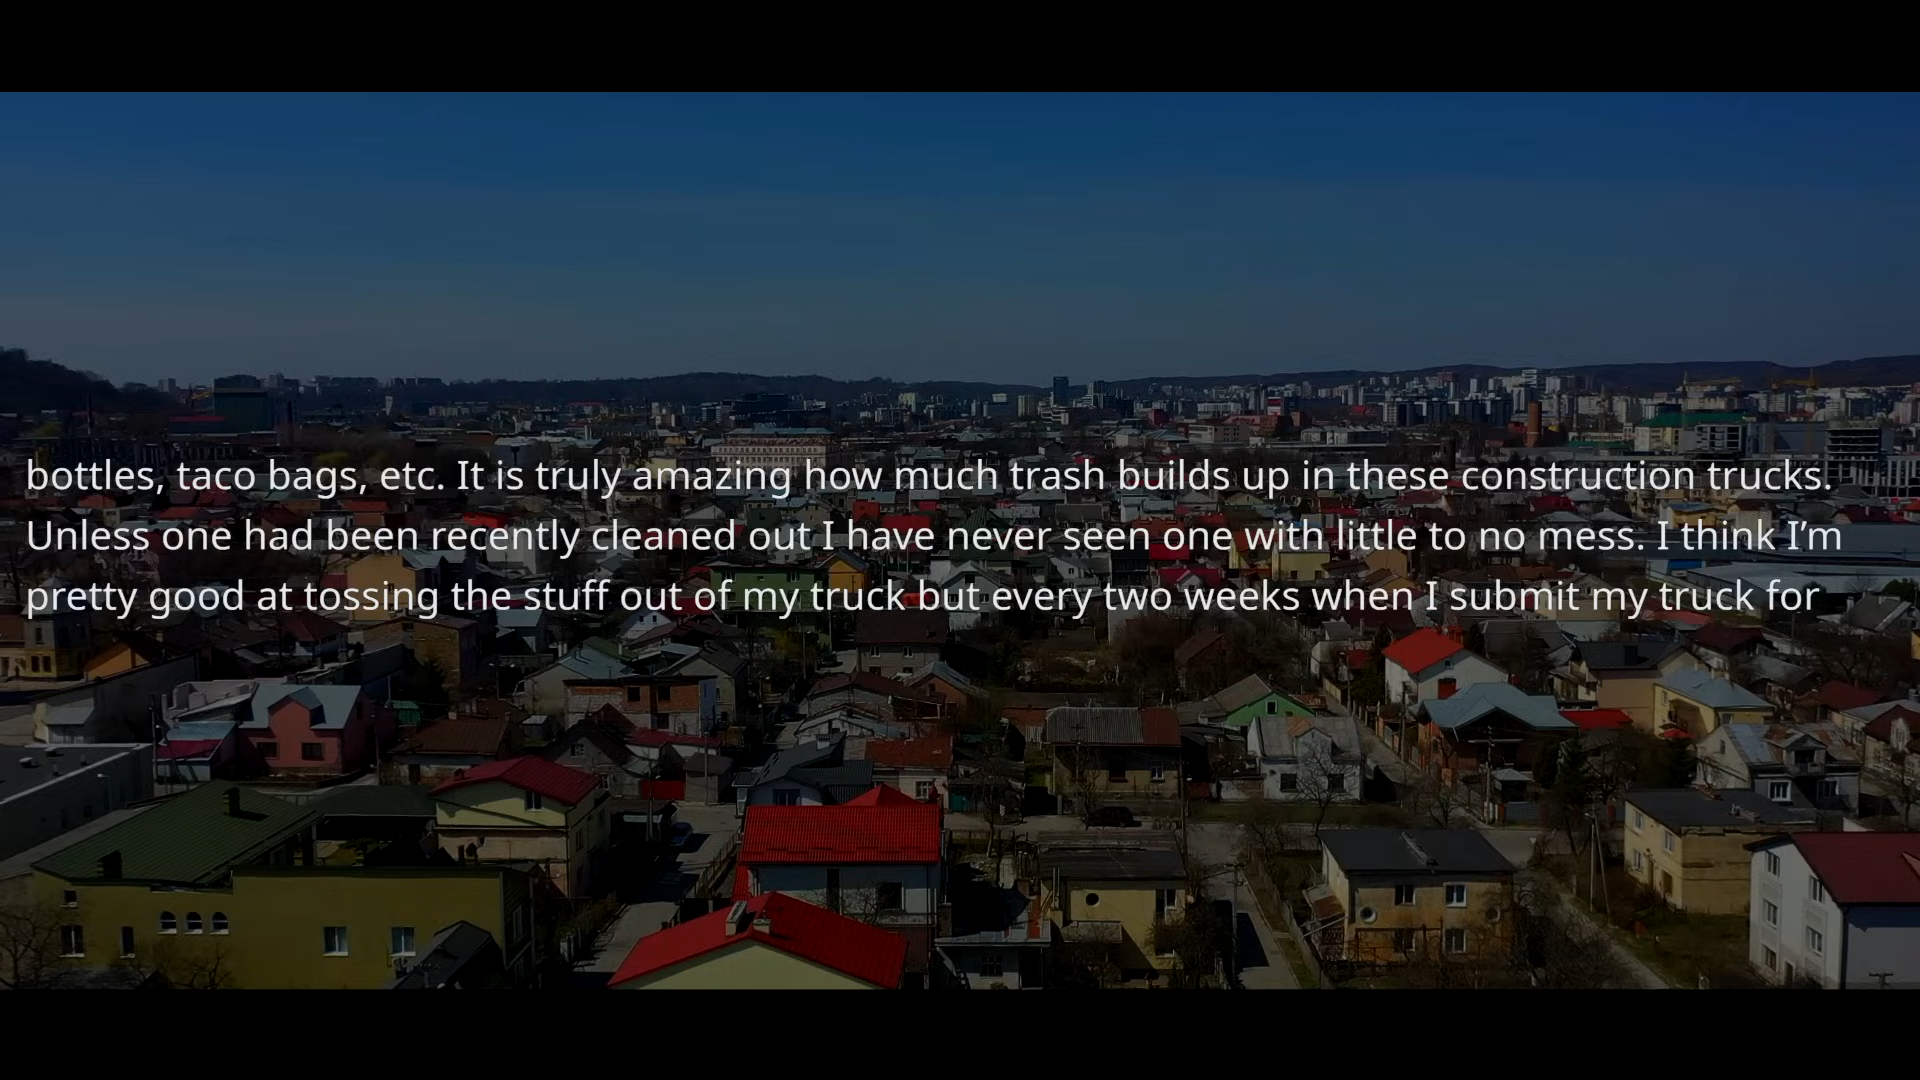 bottles, taco bags, etc. It is truly amazing how much trash builds up in these construction trucks.
Unless one had been recently cleaned out I have never seen one with little to no mess. I think I’m
pretty good at tossing the stuff out of my truck but every two weeks when I submit my truck for